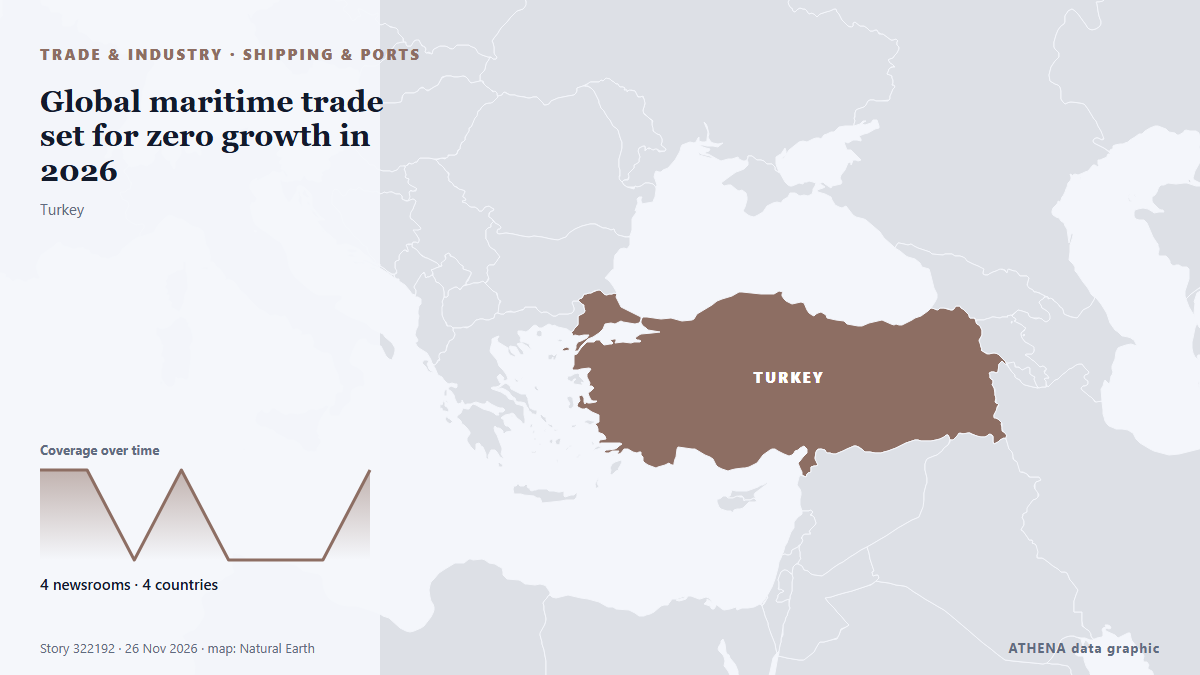 TRADE & INDUSTRY · SHIPPING & PORTS
Global maritime trade
set for zero growth in
2026
Turkey
TURKEY
Coverage over time
4 newsrooms · 4 countries
Story 322192 · 26 Nov 2026 · map: Natural Earth
ATHENA data graphic